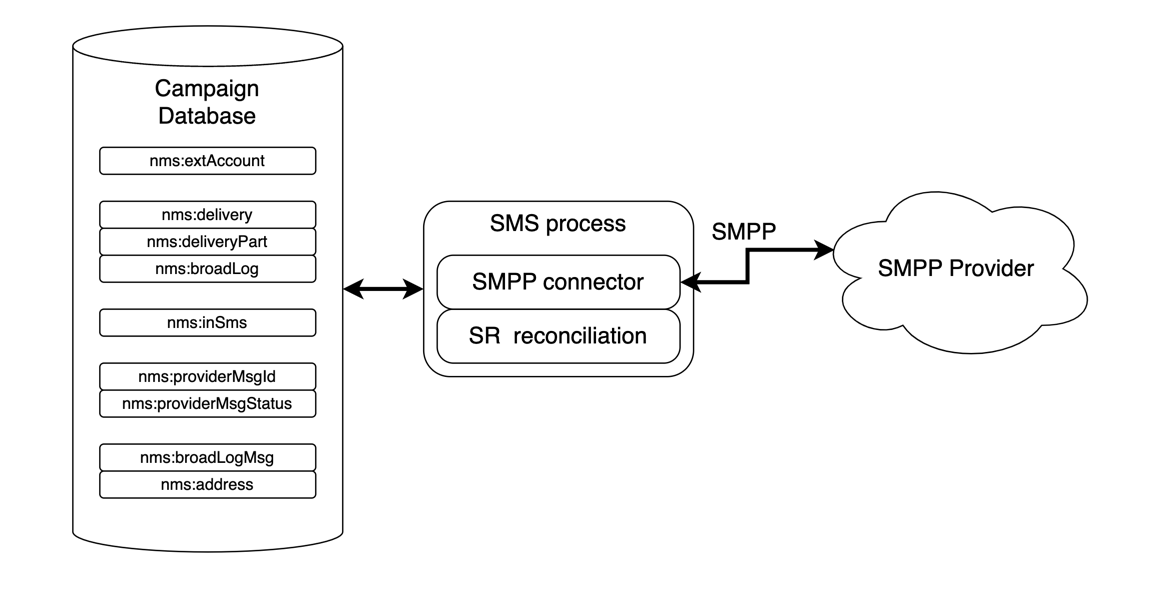 Campaign
Database
nms:extAccount
nms:delivery
nms:deliveryPart
nms:broadLog
nms:inSms
nms:providerMsgId
nms:providerMsgStatus
nms:broadLogMsg
nms:address
SMS process
SMPP connector
SR reconciliation
SMPP
SMPP Provider